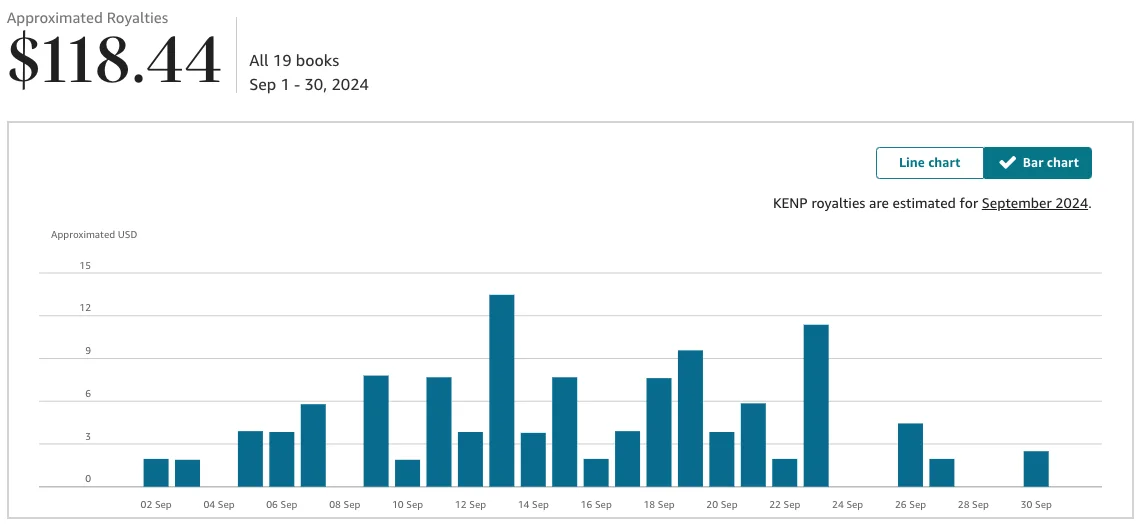 Approximated Royalties
$118.44
All 19 books
Sep 1 - 30, 2024
Line chart
Bar chart
KENP royalties are estimated for September 2024.
Approximated USD
15
12
9
6
3
0
02 Sep 04 Sep 06 Sep 08 Sep 10 Sep 12 Sep 14 Sep 16 Sep 18 Sep 20 Sep 22 Sep 24 Sep 26 Sep 28 Sep 30 Sep